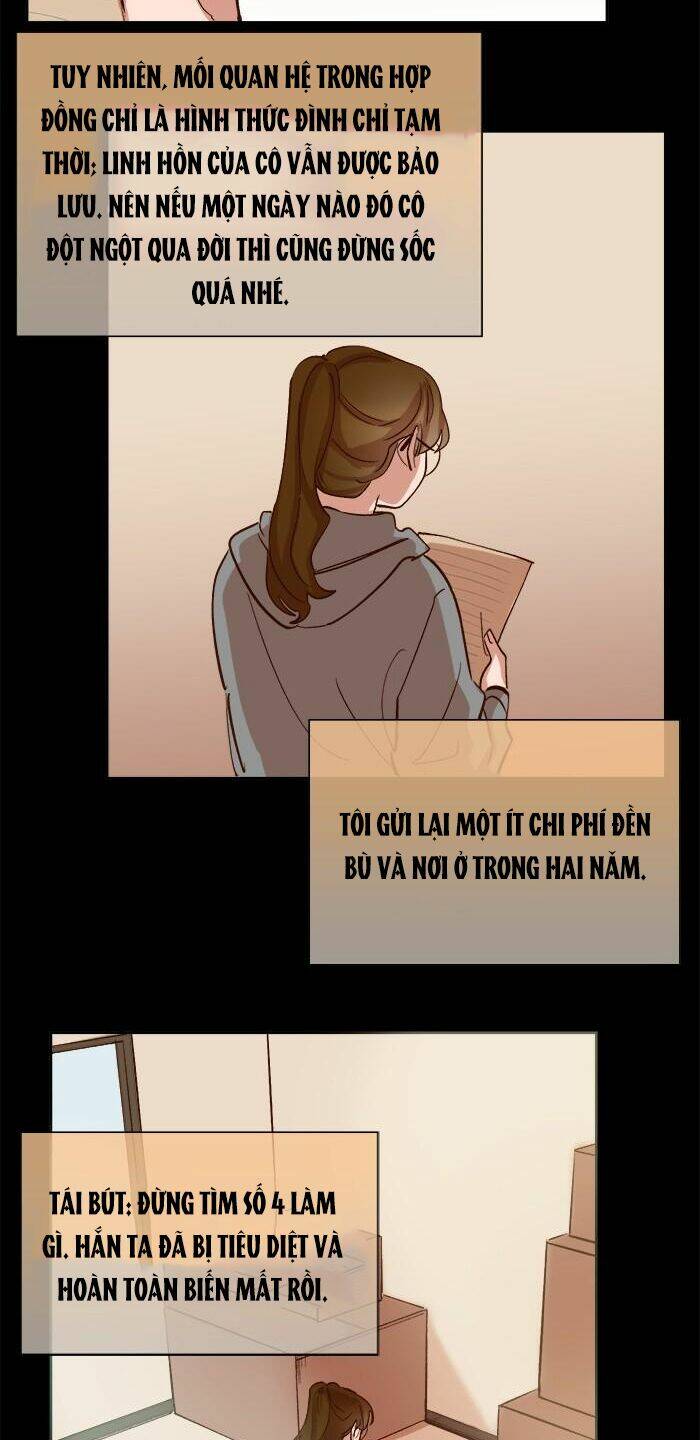 TUY NHIÊN, MỐI QUAN HỆ TRONG HỢP
ĐỒNG CHỈ LÀ HÌNH THỨC ĐÌNH CHỈ TẠM
THỜI; LINH HỒN CỦA CÔ VẪN ĐƯỢC BẢO
LƯU. NÊN NẾU MỘT NGÀY NÀO ĐÓ CÔ
ĐỘT NGỘT QUA ĐỜI THÌ CŨNG ĐỪNG SỐC
QUÁ NHÉ.
TÔI GỬI LẠI MỘT ÍT CHI PHÍ ĐỀN
BÙ VÀ NƠI Ở TRONG HAI NĂM.
TÁI BÚT: ĐỪNG TÌM SỐ 4 LÀM
GÌ. HẮN TA ĐÃ BỊ TIÊU DIỆT VÀ
HOÀN TOÀN BIẾN MẤT RỒI.